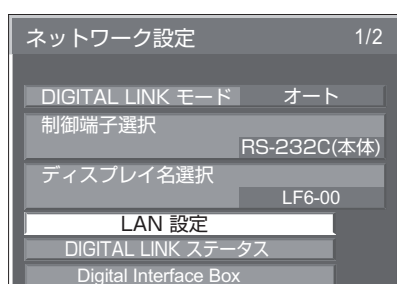 ネットワーク設定 1/2
DIGITAL LINK モード オート
制御端子選択
RS-232C(本体)
ディスプレイ名選択
LF6-00
LAN 設定
DIGITAL LINK ステータス
Digital Interface Box